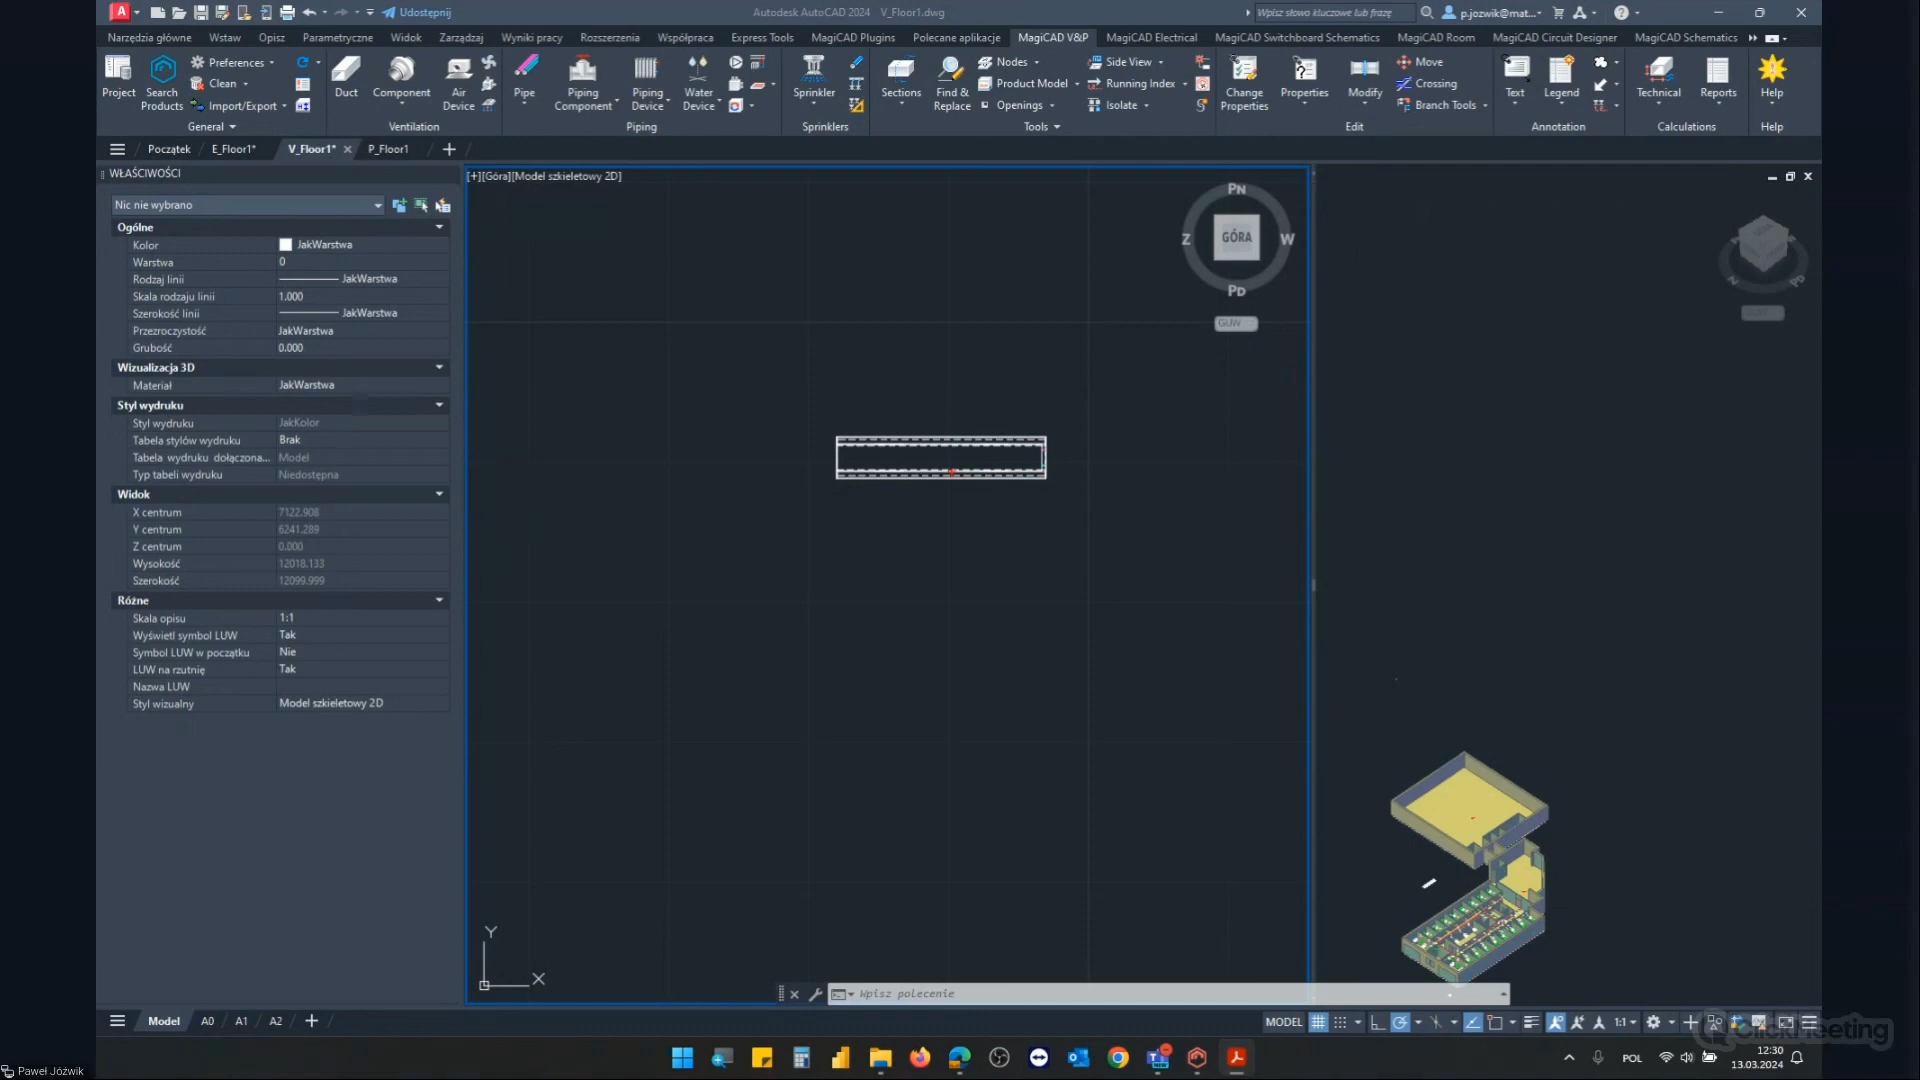 Udostępnij
Autodesk AutoCAD 2024 V_Floor1.dwg
Wpisz słowo kluczowe lub frazę
p.jozwik@mat...
Narzędzia główne Wstaw Opisz Parametryczne Widok Zarządzaj Wyniki pracy Rozszerzenia Współpraca Express Tools MagiCAD Plugins Polecane aplikacje MagiCAD V&P MagiCAD Electrical MagiCAD Switchboard Schematics MagiCAD Room MagiCAD Circuit Designer MagiCAD Schematics
Project
Search Products
Preferences
Clean
Import/Export
General
Duct
Component
Air Device
Ventilation
Pipe
Piping Component
Piping Device
Water Device
Piping
Sprinkler
Sprinklers
Sections
Find & Replace
Nodes
Product Model
Openings
Side View
Running Index
Isolate
Tools
Change Properties
Properties
Modify
Move
Crossing
Branch Tools
Edit
Text
Legend
Annotation
Technical
Reports
Calculations
Help
Help
Początek E_Floor1* V_Floor1* P_Floor1
WŁAŚCIWOŚCI
[+][Góra][Model szkieletowy 2D]
Nic nie wybrano
Ogólne
Kolor JakWarstwa
Warstwa 0
Rodzaj linii JakWarstwa
Skala rodzaju linii 1.000
Szerokość linii JakWarstwa
Przezroczystość JakWarstwa
Grubość 0.000
Wizualizacja 3D
Materiał JakWarstwa
Styl wydruku
Styl wydruku JakKolor
Tabela stylów wydruku Brak
Tabela wydruku dołączona... Model
Typ tabeli wydruku Niedostępna
Widok
X centrum 7122.908
Y centrum 6241.289
Z centrum 0.000
Wysokość 12018.133
Szerokość 12099.999
Różne
Skala opisu 1:1
Wyświetl symbol LUW Tak
Symbol LUW w początku Nie
LUW na rzutnię Tak
Nazwa LUW
Styl wizualny Model szkieletowy 2D
PN
Z GÓRA W
PD
GUW
Y
X
Wpisz polecenie
Model A0 A1 A2
MODEL
1:1
ClickMeeting
POL
12:30
13.03.2024
Paweł Jóźwik